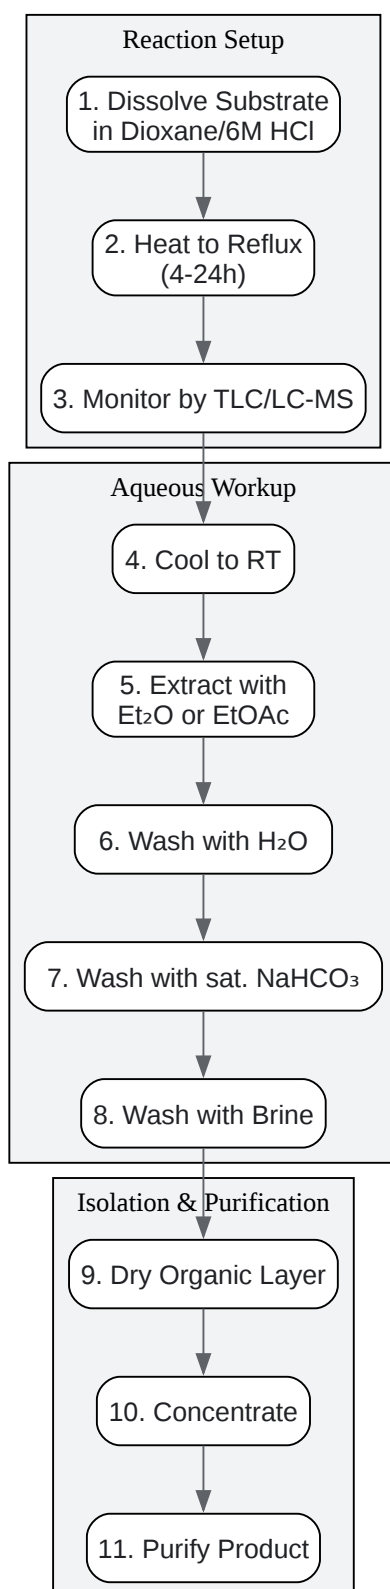 Reaction Setup
1. Dissolve Substrate
in Dioxane/6M HCl
2. Heat to Reflux
(4-24h)
3. Monitor by TLC/LC-MS
Aqueous Workup
4. Cool to RT
5. Extract with
Et₂O or EtOAc
6. Wash with H₂O
7. Wash with sat. NaHCO₃
8. Wash with Brine
Isolation & Purification
9. Dry Organic Layer
10. Concentrate
11. Purify Product